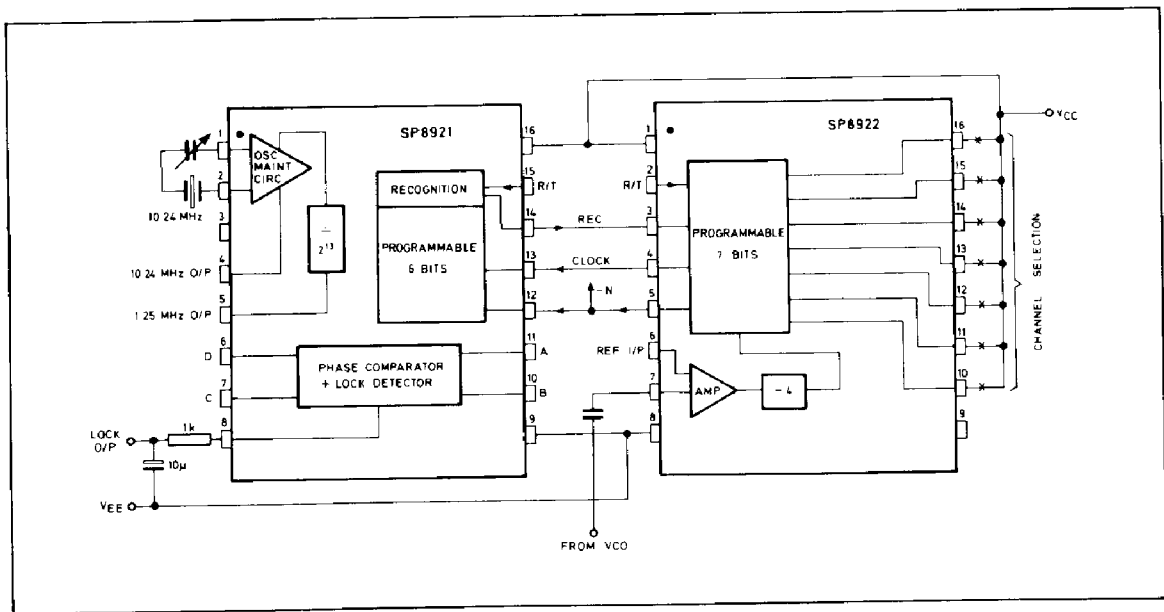 SP8921
SP8922
VCC
1
2
3
4
5
6
7
8
16
15
14
13
12
11
10
9
OSC
MAINT
CIRC
10.24 MHz
÷
2¹³
10.24 MHz O/P
1.25 MHz O/P
D
C
LOCK
O/P
1k
10µ
VEE
RECOGNITION
PROGRAMMABLE
6 BITS
PHASE COMPARATOR
+ LOCK DETECTOR
R/T
REC
CLOCK
÷N
A
B
1
2
3
4
5
6
7
8
R/T
REF I/P
PROGRAMMABLE
7 BITS
AMP
÷4
16
15
14
13
12
11
10
9
CHANNEL SELECTION
FROM VCO